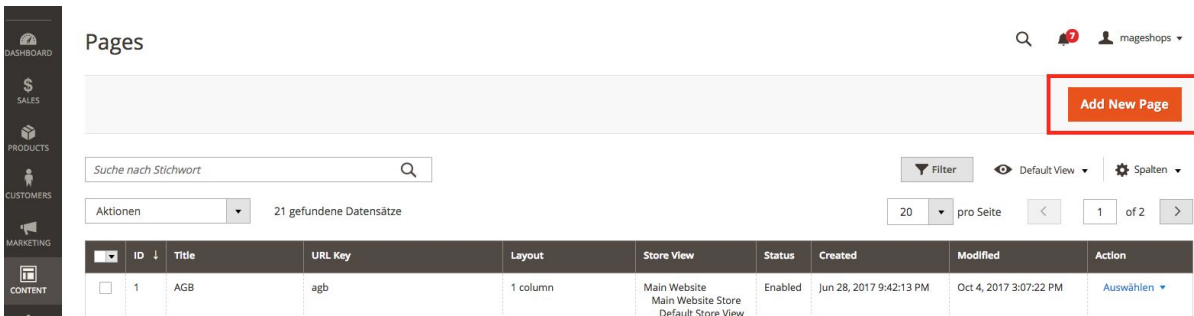 DASHBOARD
SALES
PRODUCTS
CUSTOMERS
MARKETING
CONTENT
Pages
7
mageshops
Add New Page
Suche nach Stichwort
Filter
Default View
Spalten
Aktionen
21 gefundene Datensätze
20 pro Seite
1 of 2
ID ↓ Title URL Key Layout Store View Status Created Modified Action
1 AGB agb 1 column Main Website Enabled Jun 28, 2017 9:42:13 PM Oct 4, 2017 3:07:22 PM Auswählen
Main Website Store
Default Store View